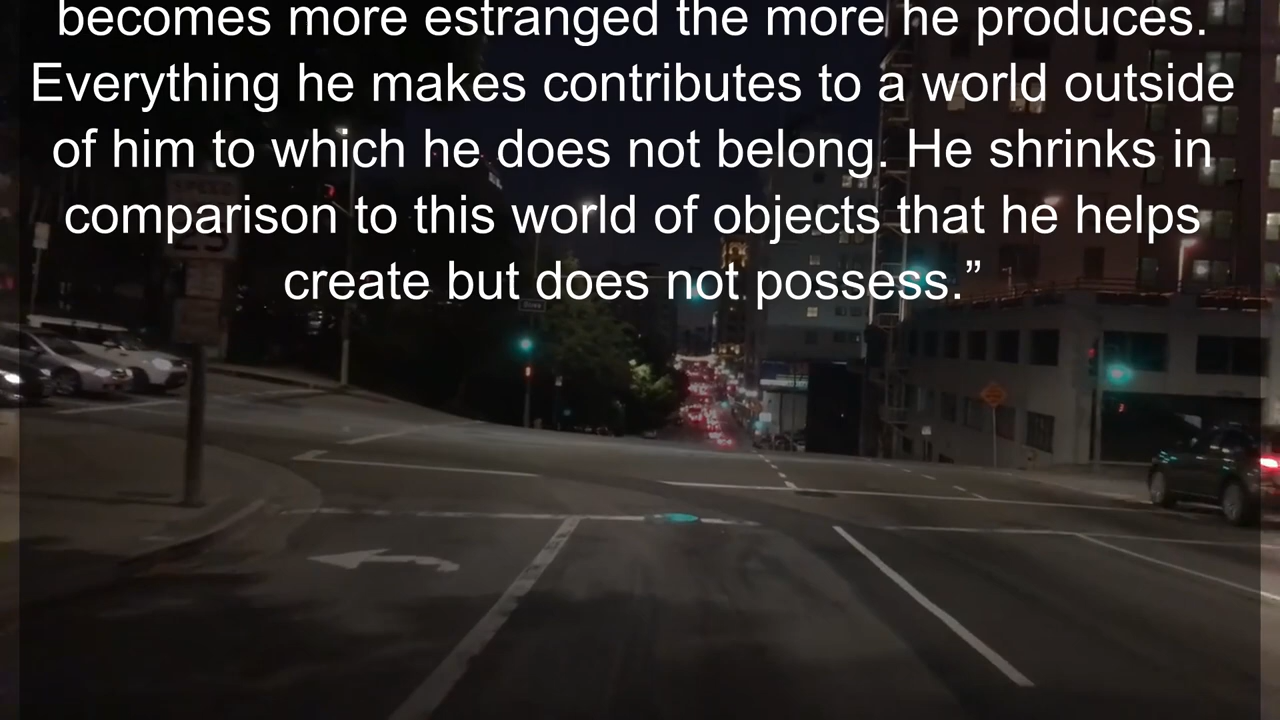 becomes more estranged the more he produces.
Everything he makes contributes to a world outside
of him to which he does not belong. He shrinks in
comparison to this world of objects that he helps
create but does not possess.”
SPEED
25